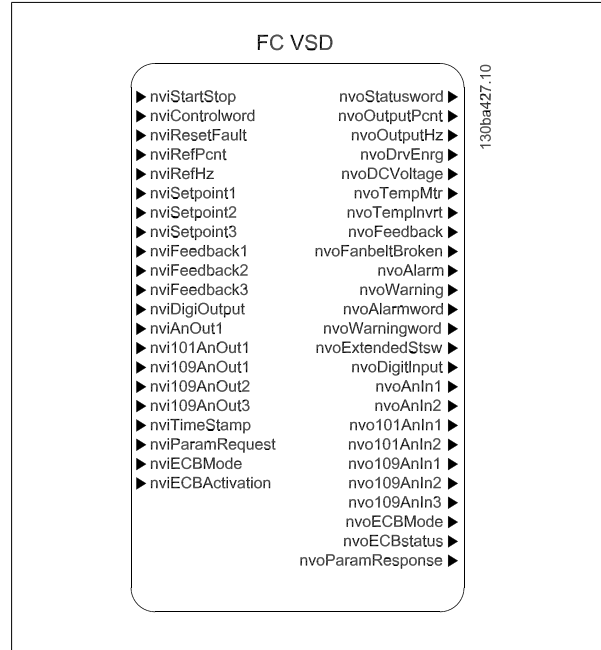 FC VSD
nviStartStop
nviControlword
nviResetFault
nviRefPcnt
nviRefHz
nviSetpoint1
nviSetpoint2
nviSetpoint3
nviFeedback1
nviFeedback2
nviFeedback3
nviDigiOutput
nviAnOut1
nvi101AnOut1
nvi109AnOut1
nvi109AnOut2
nvi109AnOut3
nviTimeStamp
nviParamRequest
nviECBMode
nviECBActivation
nvoStatusword
nvoOutputPcnt
nvoOutputHz
nvoDrvEnrg
nvoDCVoltage
nvoTempMtr
nvoTempInvrt
nvoFeedback
nvoFanbeltBroken
nvoAlarm
nvoWarning
nvoAlarmword
nvoWarningword
nvoExtendedStsw
nvoDigitInput
nvoAnIn1
nvoAnIn2
nvo101AnIn1
nvo101AnIn2
nvo109AnIn1
nvo109AnIn2
nvo109AnIn3
nvoECBMode
nvoECBstatus
nvoParamResponse
130ba427.10